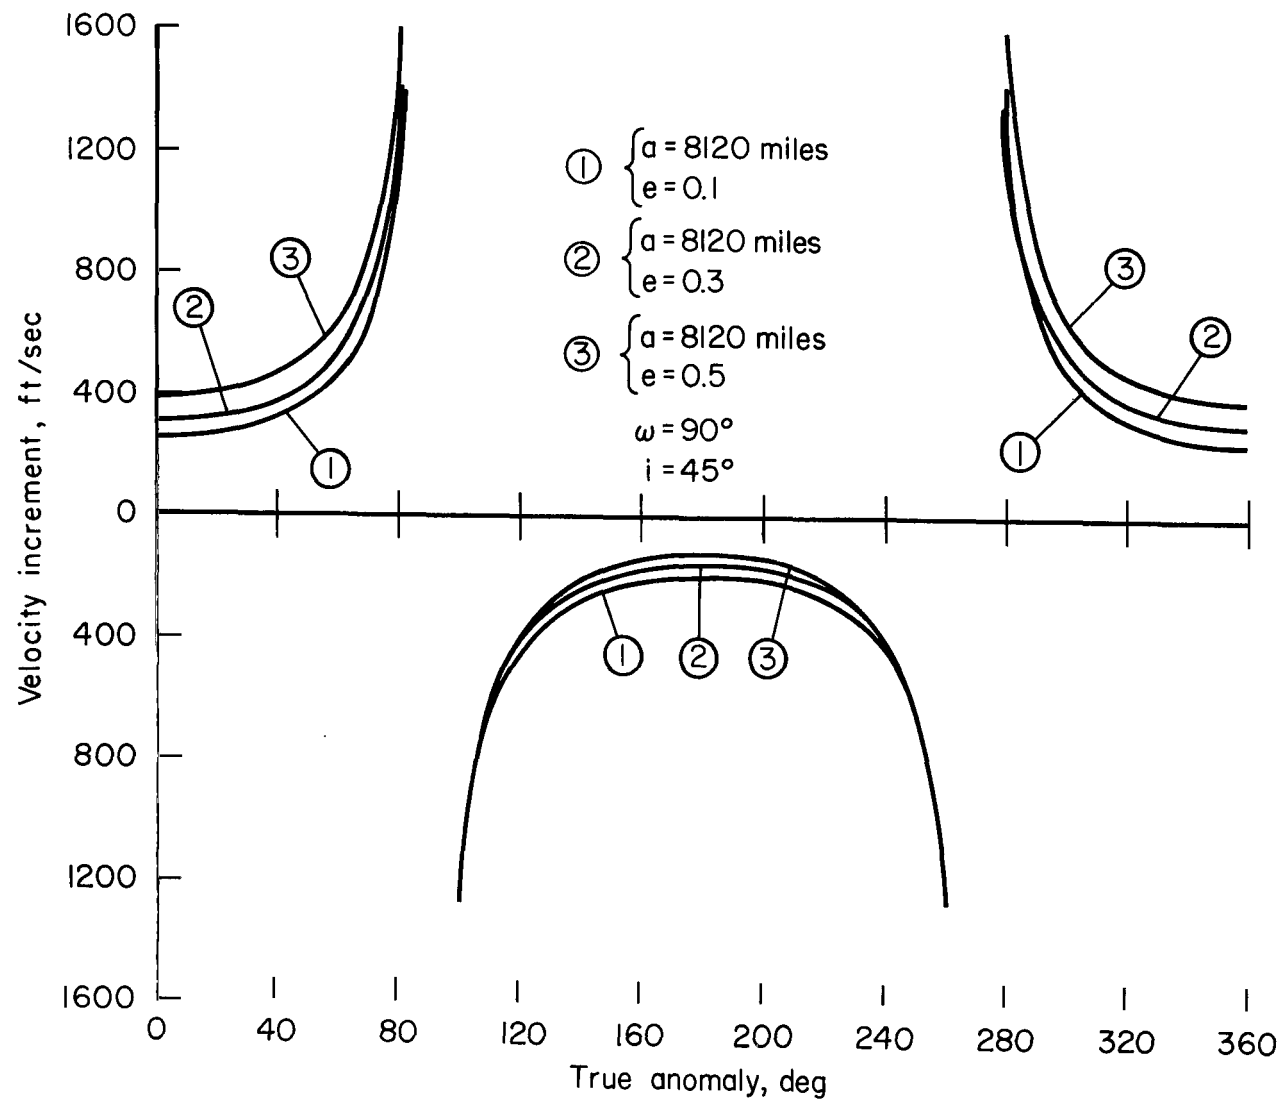 1600
1200
800
400
0
400
800
1200
1600
Velocity increment, ft/sec
① { a = 8120 miles
e = 0.1
② { a = 8120 miles
e = 0.3
③ { a = 8120 miles
e = 0.5
ω = 90°
i = 45°
③
②
①
③
②
①
① ② ③
0 40 80 120 160 200 240 280 320 360
True anomaly, deg